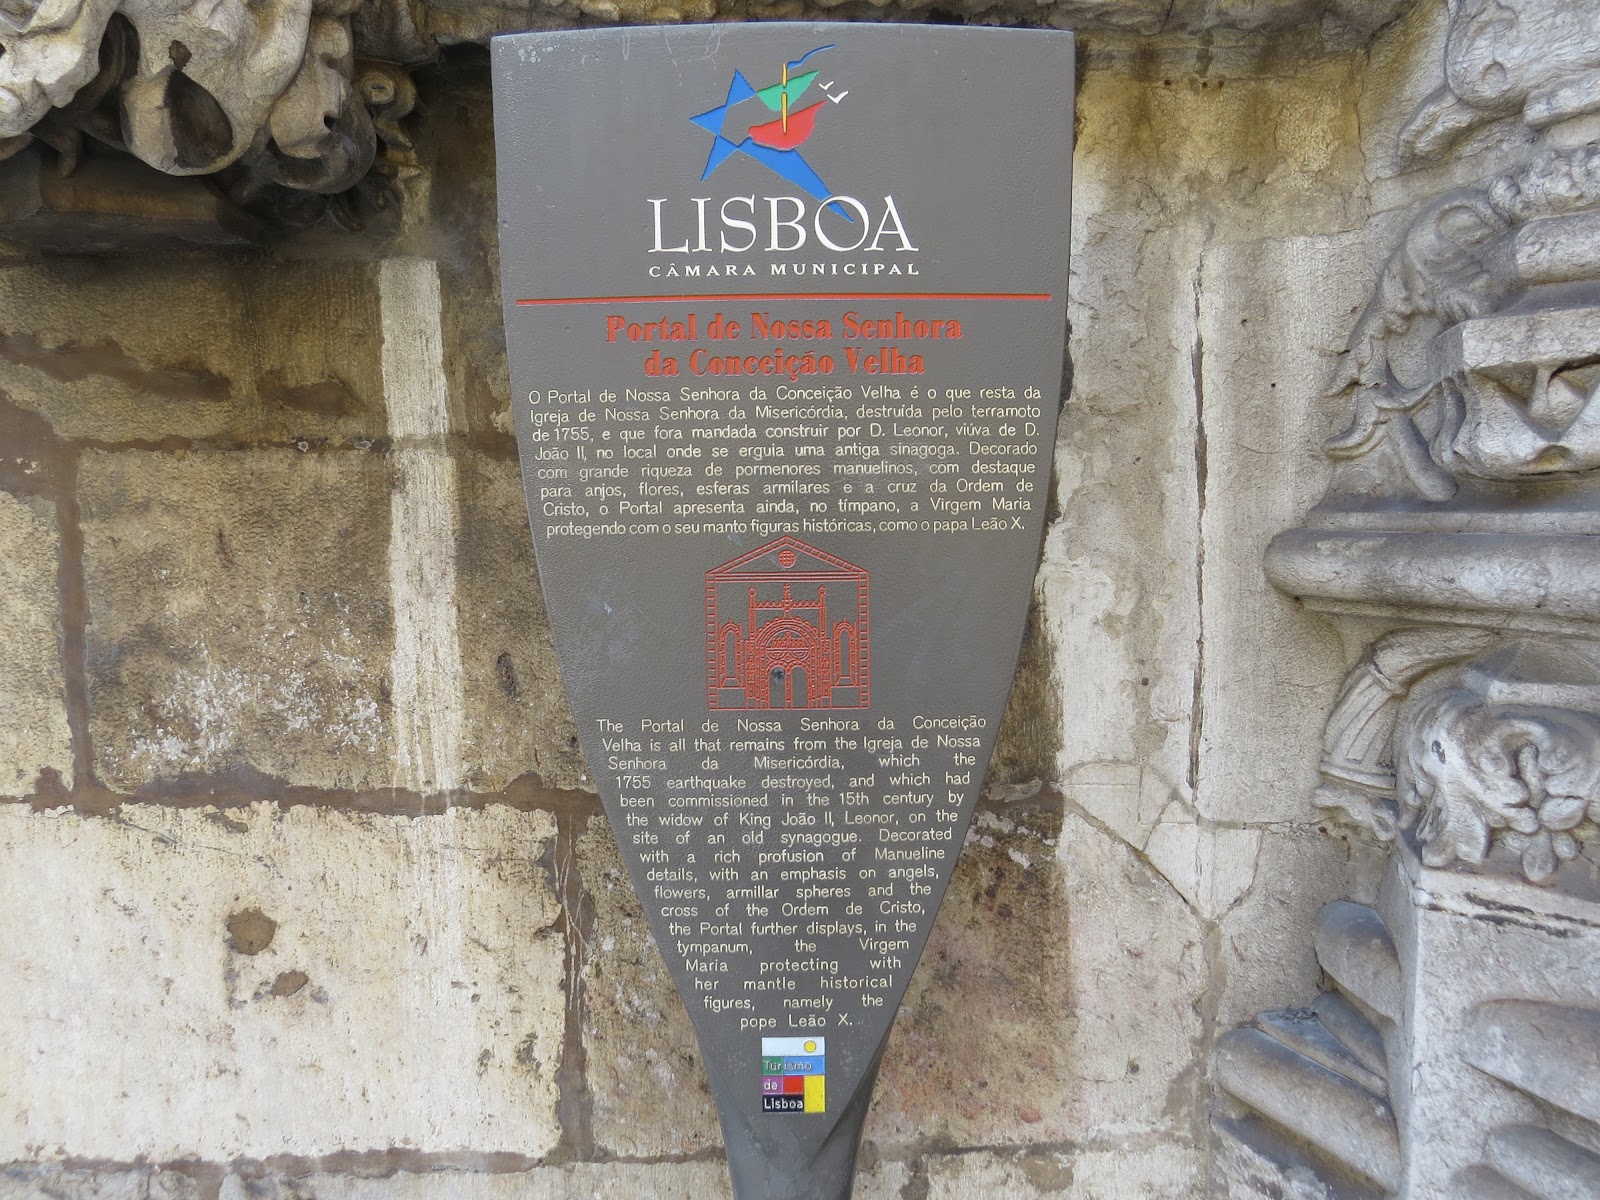 LISBOA
CÂMARA MUNICIPAL
Portal de Nossa Senhora
da Conceição Velha
O Portal de Nossa Senhora da Conceição Velha é o que resta da
Igreja de Nossa Senhora da Misericórdia, destruída pelo terramoto
de 1755, e que fora mandada construir por D. Leonor, viúva de D.
João II, no local onde se erguia uma antiga sinagoga. Decorado
com grande riqueza de pormenores manuelinos, com destaque
para anjos, flores, esferas armilares e a cruz da Ordem de
Cristo, o Portal apresenta ainda, no tímpano, a Virgem Maria
protegendo com o seu manto figuras históricas, como o papa Leão X.
The Portal de Nossa Senhora da Conceição
Velha is all that remains from the Igreja de Nossa
Senhora da Misericórdia, which the
1755 earthquake destroyed, and which had
been commissioned in the 15th century by
the widow of King João II, Leonor, on the
site of an old synagogue. Decorated
with a rich profusion of Manueline
details, with an emphasis on angels,
flowers, armillar spheres and the
cross of the Ordem de Cristo,
the Portal further displays, in the
tympanum, the Virgem
Maria protecting with
her mantle historical
figures, namely the
pope Leão X.
Turismo
de
Lisboa